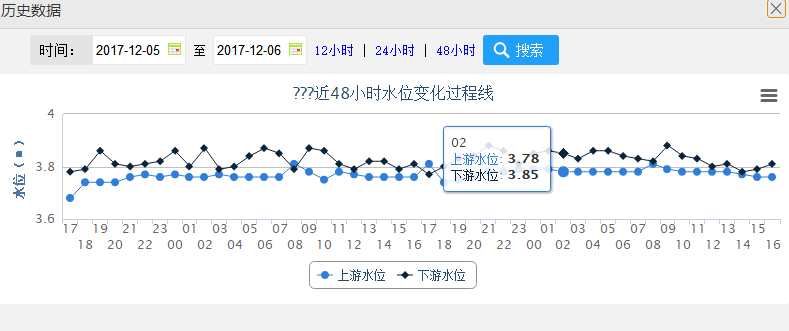 历史数据
时间： 2017-12-05 至 2017-12-06 12小时 | 24小时 | 48小时 搜索
???近48小时水位变化过程线
水位（m）
4
3.8
3.6
02
上游水位: 3.78
下游水位: 3.85
17 19 21 23 01 03 05 07 09 11 13 15 17 19 21 23 01 03 05 07 09 11 13 15
18 20 22 00 02 04 06 08 10 12 14 16 18 20 22 00 02 04 06 08 10 12 14 16
上游水位 下游水位